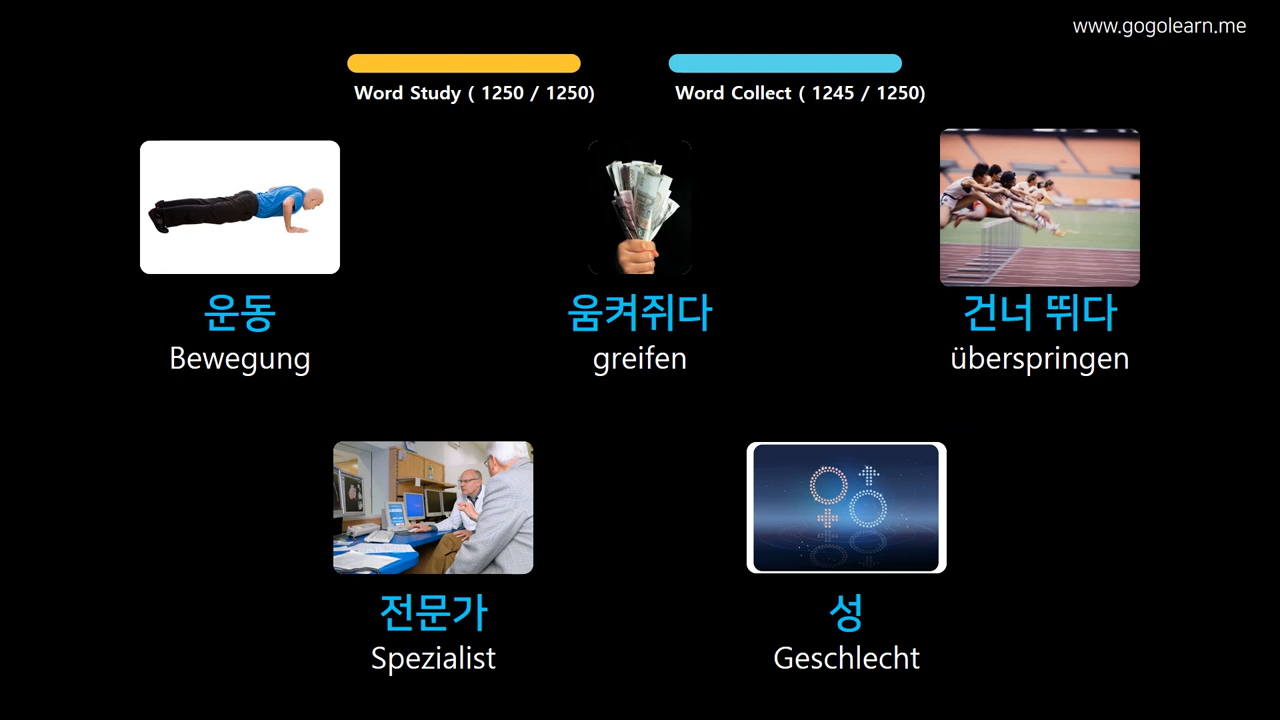 www.gogolearn.me
Word Study ( 1250 / 1250)
Word Collect ( 1245 / 1250)
운동
Bewegung
움켜쥐다
greifen
건너 뛰다
überspringen
전문가
Spezialist
성
Geschlecht